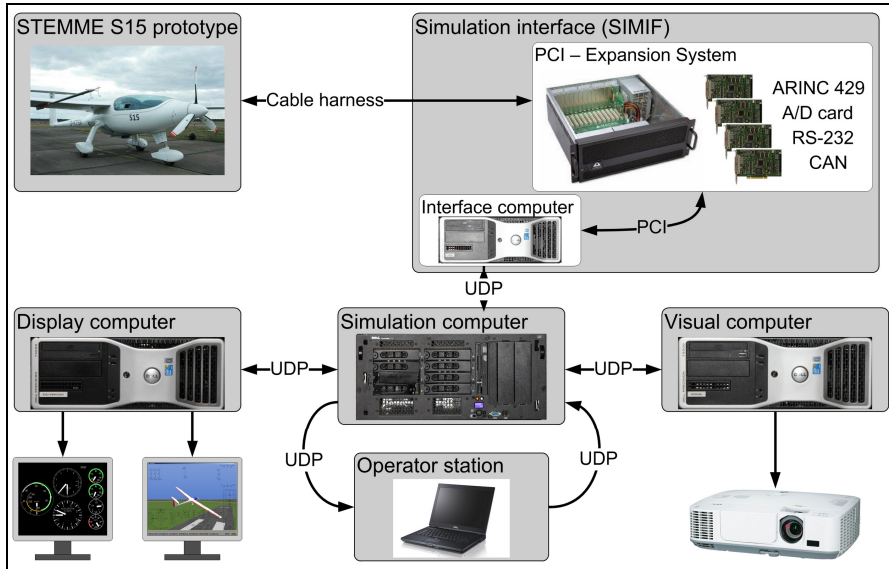 STEMME S15 prototype
Simulation interface (SIMIF)
PCI – Expansion System
ARINC 429
A/D card
RS-232
CAN
Cable harness
S15
Interface computer
PCI
UDP
Display computer
Simulation computer
Visual computer
UDP
UDP
UDP
Operator station
UDP